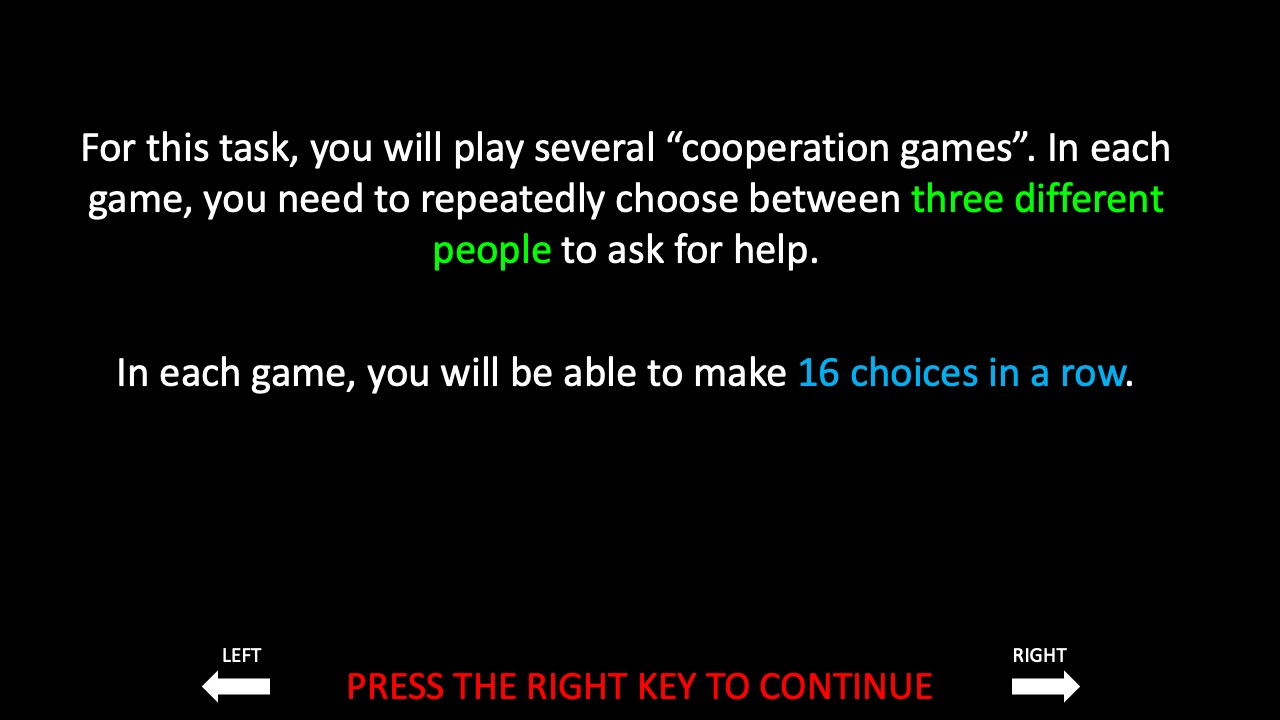 For this task, you will play several “cooperation games”. In each
game, you need to repeatedly choose between three different
people to ask for help.
In each game, you will be able to make 16 choices in a row.
LEFT
RIGHT
PRESS THE RIGHT KEY TO CONTINUE